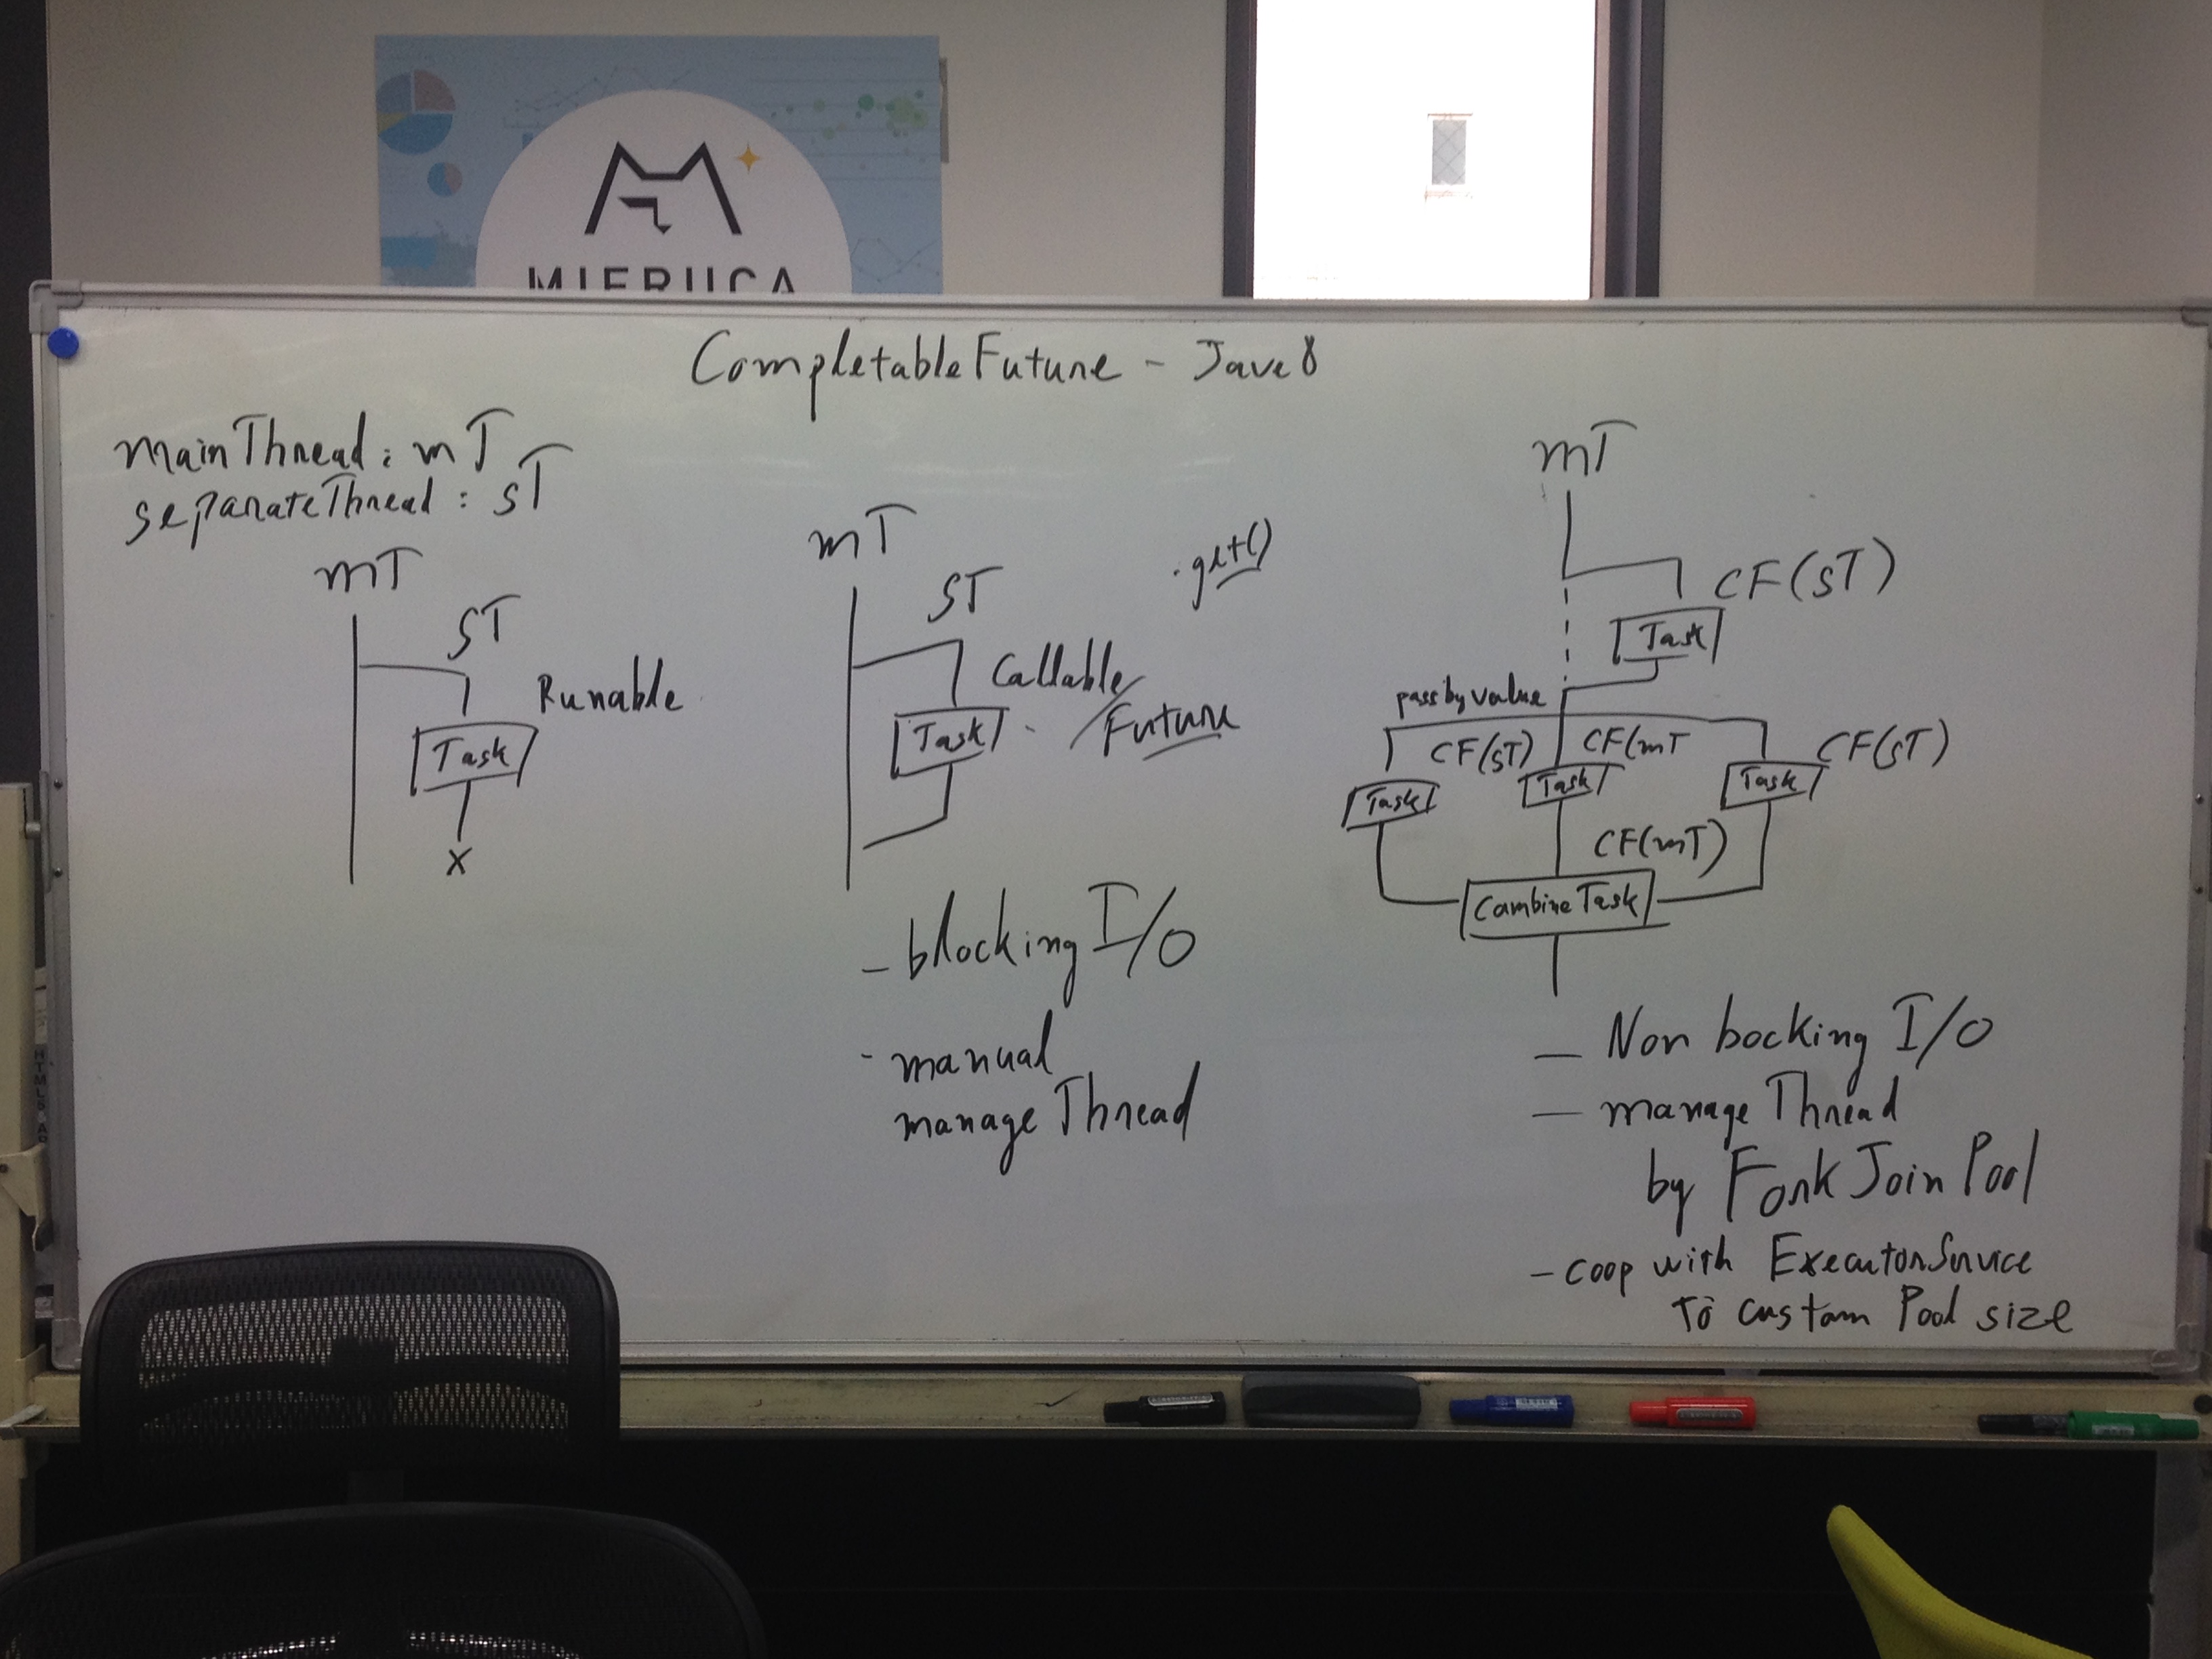 MIERUCA
CompletableFuture - Java 8
mainThread : mT
separateThread : sT
mT
sT
Runable
Task
x
mT
sT
.get()
Callable/
Future
Task
- blocking I/O
- manual
manage Thread
mT
CF(sT)
Task
pass by value
CF(sT)
CF(mT
CF(sT)
Task
Task
Task
CF(mT)
Combine Task
- Non bocking I/O
- manage Thread
by Fork Join Pool
- coop with ExecutorService
To custom Pool size